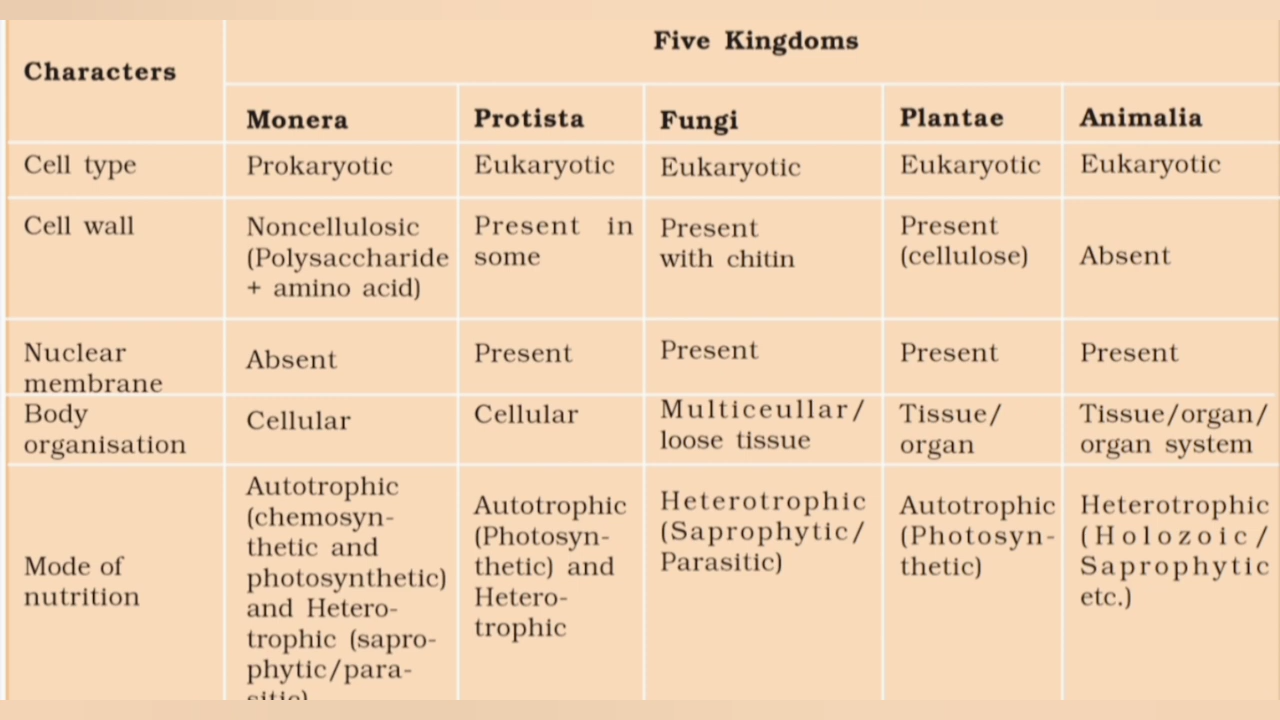 Five Kingdoms
Characters
Monera
Protista
Fungi
Plantae
Animalia
Cell type
Prokaryotic
Eukaryotic
Eukaryotic
Eukaryotic
Eukaryotic
Cell wall
Noncellulosic
(Polysaccharide
+ amino acid)
Present in
some
Present
with chitin
Present
(cellulose)
Absent
Nuclear
membrane
Absent
Present
Present
Present
Present
Body
organisation
Cellular
Cellular
Multiceullar/
loose tissue
Tissue/
organ
Tissue/organ/
organ system
Mode of
nutrition
Autotrophic
(chemosyn-
thetic and
photosynthetic)
and Hetero-
trophic (sapro-
phytic/para-
sitic)
Autotrophic
(Photosyn-
thetic) and
Hetero-
trophic
Heterotrophic
(Saprophytic/
Parasitic)
Autotrophic
(Photosyn-
thetic)
Heterotrophic
(Holozoic/
Saprophytic
etc.)